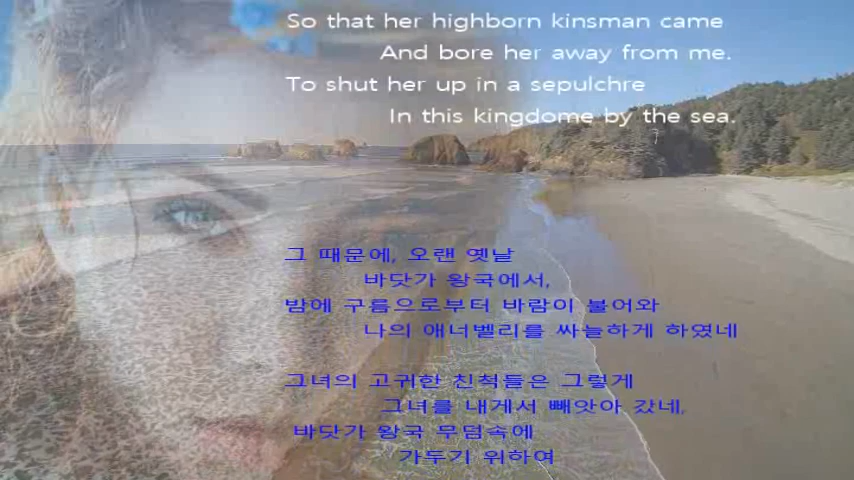 So that her highborn kinsman came
And bore her away from me.
To shut her up in a sepulchre
In this kingdome by the sea.
그 때문에, 오랜 옛날
바닷가 왕국에서,
밤에 구름으로부터 바람이 불어와
나의 애너벨리를 싸늘하게 하였네
그녀의 고귀한 친척들은 그렇게
그녀를 내게서 빼앗아 갔네,
바닷가 왕국 무덤속에
가두기 위하여